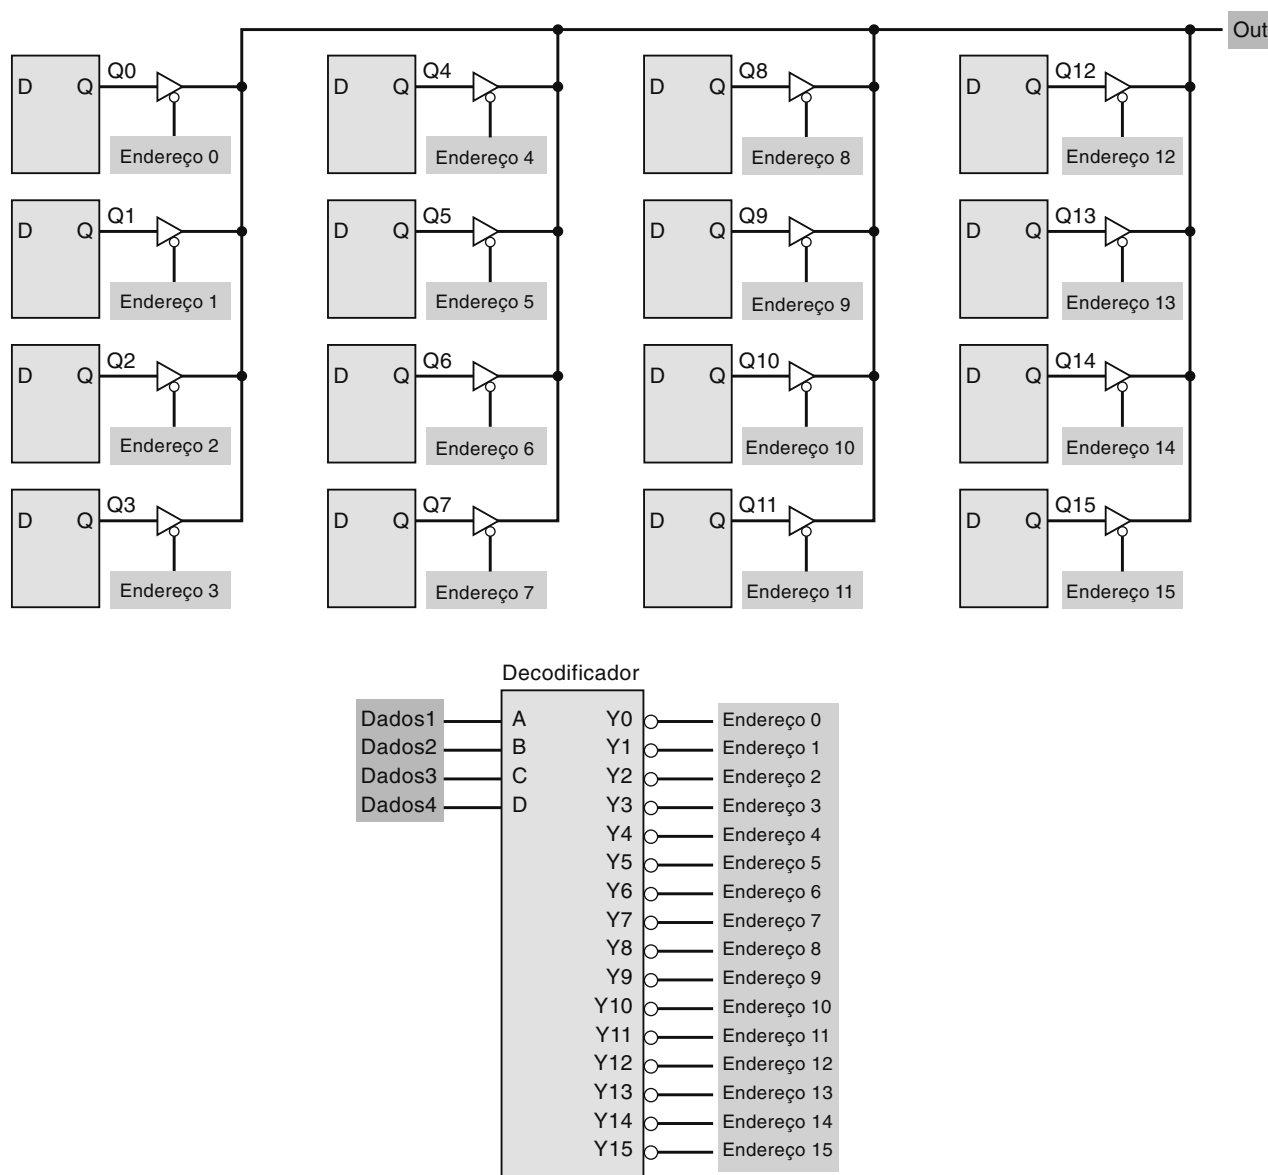 Out
D Q Q0 D Q Q4 D Q Q8 D Q Q12
Endereço 0 Endereço 4 Endereço 8 Endereço 12
D Q Q1 D Q Q5 D Q Q9 D Q Q13
Endereço 1 Endereço 5 Endereço 9 Endereço 13
D Q Q2 D Q Q6 D Q Q10 D Q Q14
Endereço 2 Endereço 6 Endereço 10 Endereço 14
D Q Q3 D Q Q7 D Q Q11 D Q Q15
Endereço 3 Endereço 7 Endereço 11 Endereço 15
Decodificador
Dados1 A Y0 Endereço 0
Dados2 B Y1 Endereço 1
Dados3 C Y2 Endereço 2
Dados4 D Y3 Endereço 3
Y4 Endereço 4
Y5 Endereço 5
Y6 Endereço 6
Y7 Endereço 7
Y8 Endereço 8
Y9 Endereço 9
Y10 Endereço 10
Y11 Endereço 11
Y12 Endereço 12
Y13 Endereço 13
Y14 Endereço 14
Y15 Endereço 15